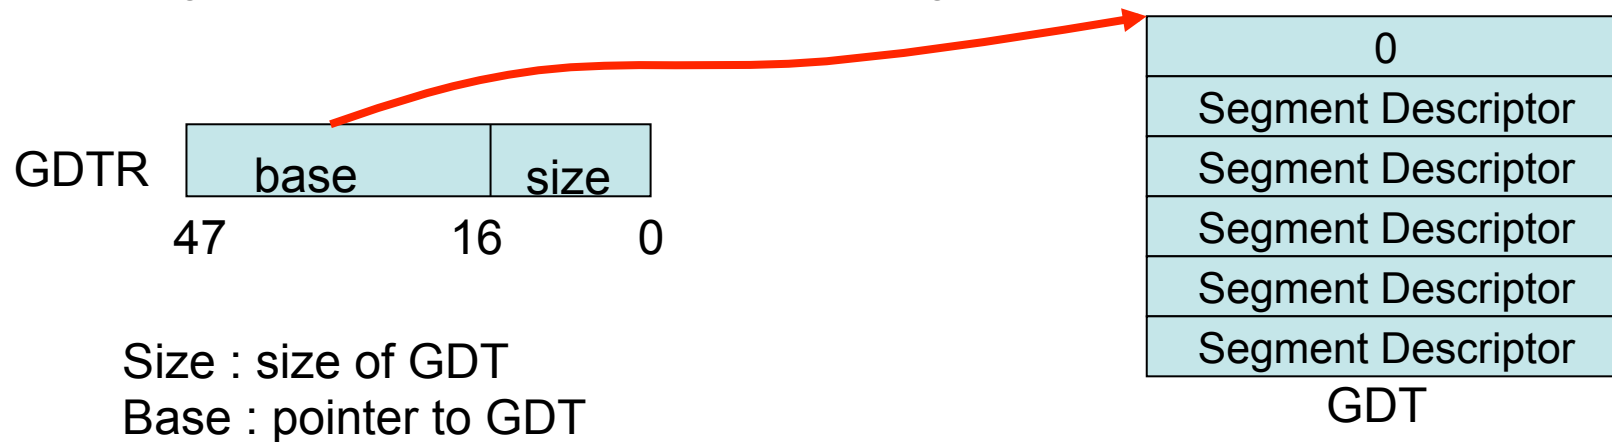 GDTR
base
size
47
16
0
Size : size of GDT
Base : pointer to GDT
0
Segment Descriptor
Segment Descriptor
Segment Descriptor
Segment Descriptor
Segment Descriptor
GDT